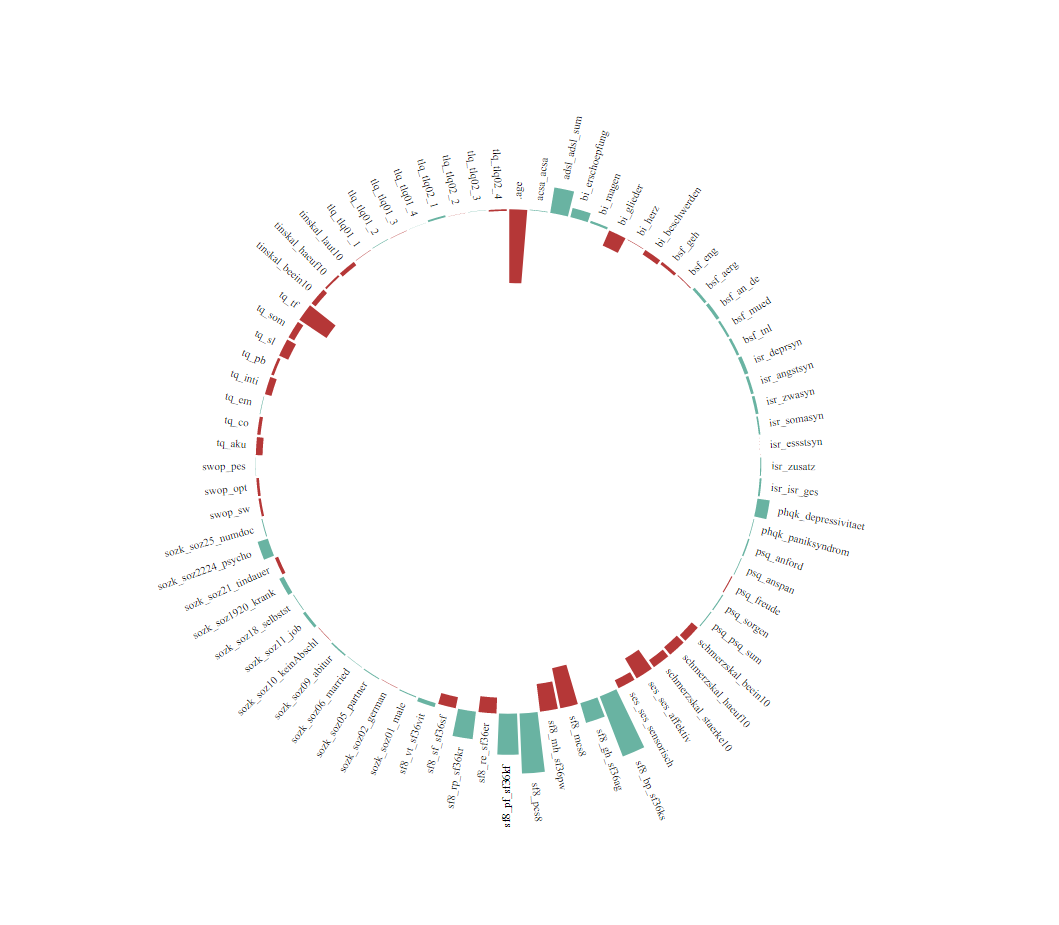 age
acsa_acsa
adsl_adsl_sum
bi_erschoepfung
bi_magen
bi_glieder
bi_herz
bi_beschwerden
bsf_geh
bsf_eng
bsf_aerg
bsf_an_de
bsf_mued
bsf_tnl
isr_deprsyn
isr_angstsyn
isr_zwasyn
isr_somasyn
isr_essstsyn
isr_zusatz
isr_isr_ges
phqk_depressivitaet
phqk_paniksyndrom
psq_anford
psq_anspan
psq_freude
psq_sorgen
psq_psq_sum
schmerzskal_beein10
schmerzskal_haeuf10
schmerzskal_staerke10
ses_ses_affektiv
ses_ses_sensorisch
sf8_bp_sf36ks
sf8_gh_sf36ag
sf8_mcs8
sf8_mh_sf36pw
sf8_pcs8
sf8_pf_sf36kf
sf8_re_sf36er
sf8_rp_sf36kr
sf8_sf_sf36sf
sf8_vt_sf36vit
sozk_soz01_male
sozk_soz02_german
sozk_soz05_partner
sozk_soz06_married
sozk_soz09_abitur
sozk_soz10_keinAbschl
sozk_soz11_job
sozk_soz18_selbstst
sozk_soz1920_krank
sozk_soz21_tindauer
sozk_soz2224_psycho
sozk_soz25_numdoc
swop_sw
swop_opt
swop_pes
tq_aku
tq_co
tq_em
tq_inti
tq_pb
tq_sl
tq_som
tq_tf
tinskal_beein10
tinskal_haeuf10
tinskal_laut10
tlq_tlq01_1
tlq_tlq01_2
tlq_tlq01_3
tlq_tlq01_4
tlq_tlq02_1
tlq_tlq02_2
tlq_tlq02_3
tlq_tlq02_4